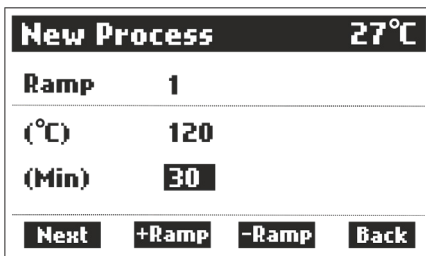 New Process 27°C
Ramp 1
(°C) 120
(Min) 30
Next +Ramp -Ramp Back